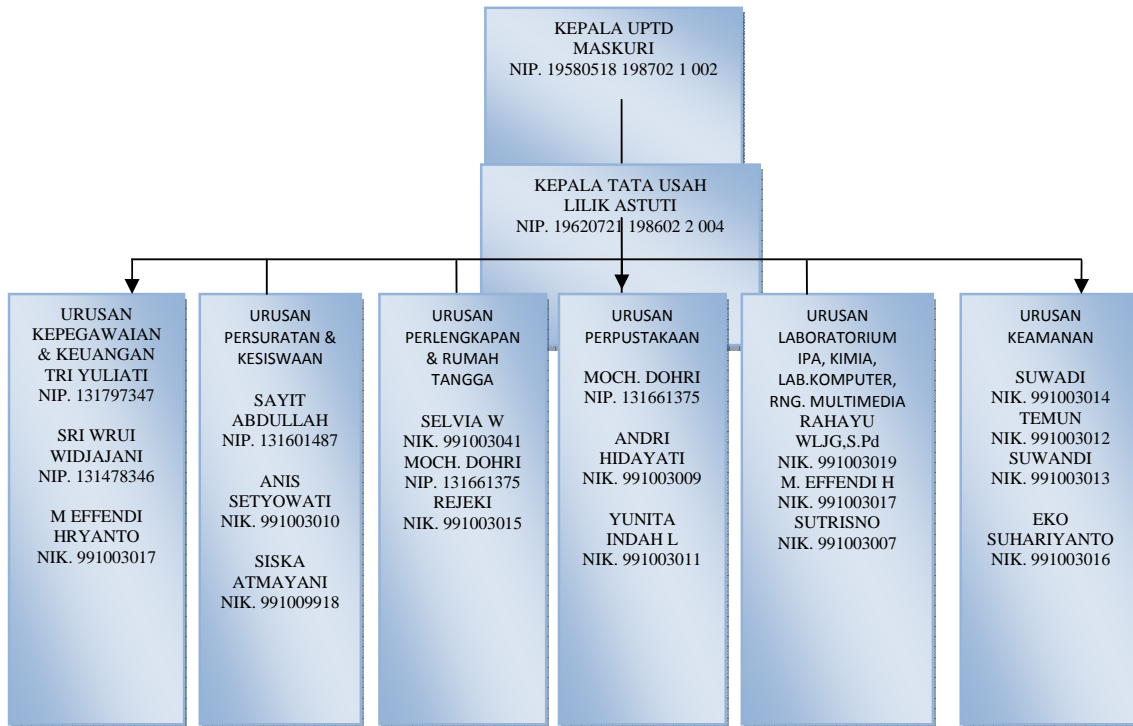 KEPALA UPTD
MASKURI
NIP. 19580518 198702 1 002
KEPALA TATA USAH
LILIK ASTUTI
NIP. 19620721 198602 2 004
URUSAN
KEPEGAWAIAN
& KEUANGAN
TRI YULIATI
NIP. 131797347
SRI WRUI
WIDJAJANI
NIP. 131478346
M EFFENDI
HRYANTO
NIK. 991003017
URUSAN
PERSURATAN &
KESISWAAN
SAYIT
ABDULLAH
NIP. 131601487
ANIS
SETYOWATI
NIK. 991003010
SISKA
ATMAYANI
NIK. 991009918
URUSAN
PERLENGKAPAN
& RUMAH
TANGGA
SELVIA W
NIK. 991003041
MOCH. DOHRI
NIP. 131661375
REJEKI
NIK. 991003015
URUSAN
PERPUSTAKAAN
MOCH. DOHRI
NIP. 131661375
ANDRI
HIDAYATI
NIK. 991003009
YUNITA
INDAH L
NIK. 991003011
URUSAN
LABORATORIUM
IPA, KIMIA,
LAB.KOMPUTER,
RNG. MULTIMEDIA
RAHAYU
WLJG,S.Pd
NIK. 991003019
M. EFFENDI H
NIK. 991003017
SUTRISNO
NIK. 991003007
URUSAN
KEAMANAN
SUWADI
NIK. 991003014
TEMUN
NIK. 991003012
SUWANDI
NIK. 991003013
EKO
SUHARIYANTO
NIK. 991003016